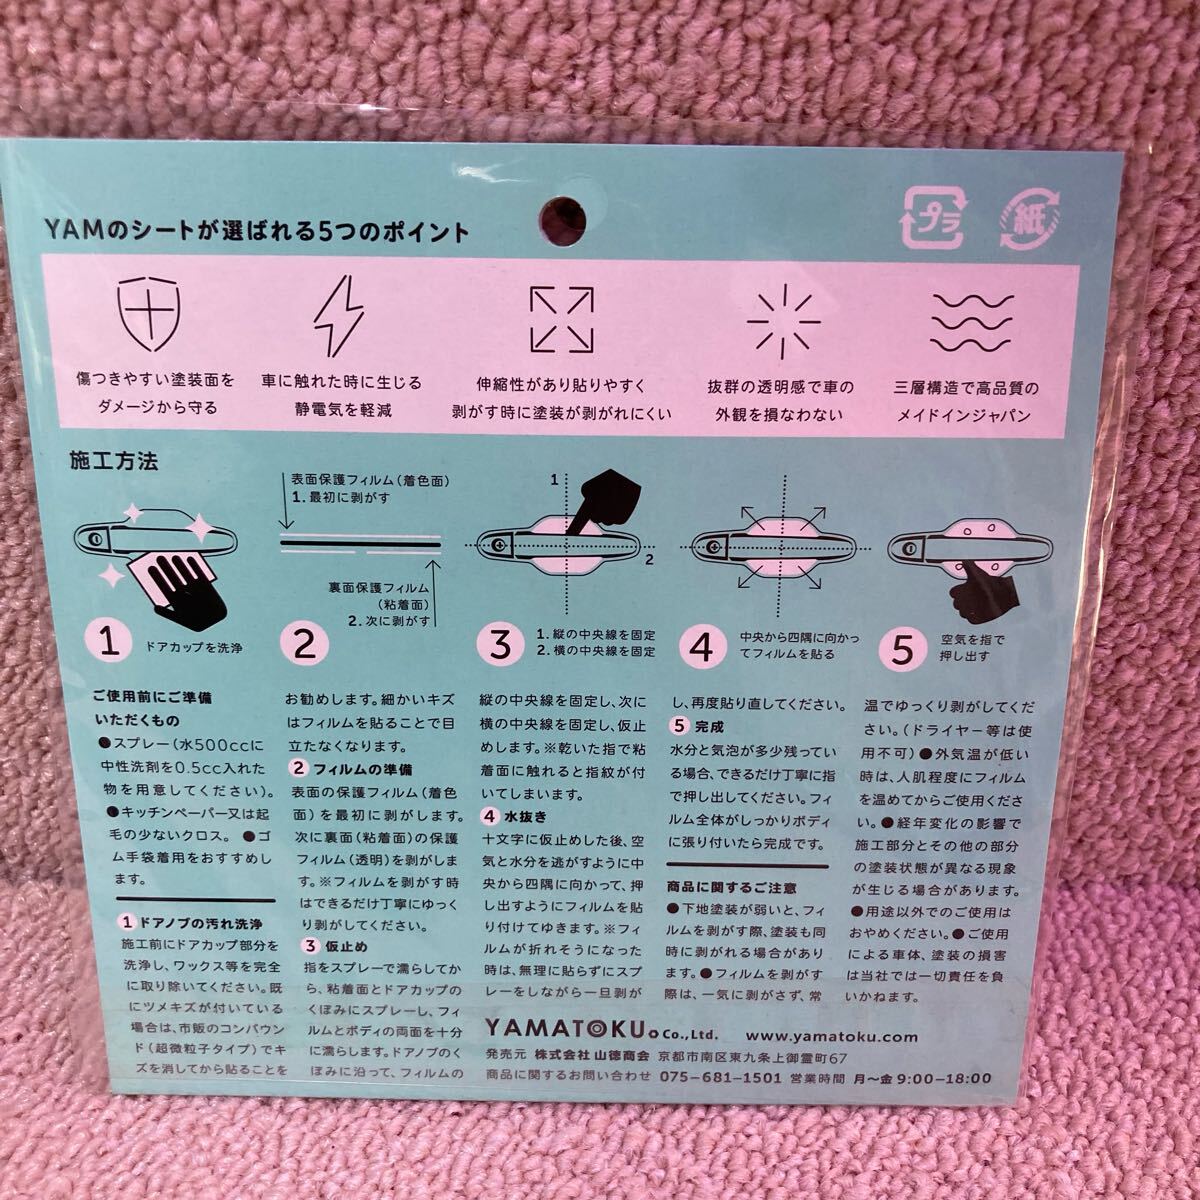 YAMのシートが選ばれる5つのポイント
プラ
紙
傷つきやすい塗装面を
ダメージから守る
車に触れた時に生じる
静電気を軽減
伸縮性があり貼りやすく
剥がす時に塗装が剥がれにくい
抜群の透明感で車の
外観を損なわない
三層構造で高品質の
メイドインジャパン
施工方法
1
ドアカップを洗浄
表面保護フィルム(着色面)
1. 最初に剥がす
裏面保護フィルム
(粘着面)
2. 次に剥がす
2
1
2
3
1. 縦の中央線を固定
2. 横の中央線を固定
4
中央から四隅に向かっ
てフィルムを貼る
5
空気を指で
押し出す
ご使用前にご準備
いただくもの
●スプレー(水500ccに
中性洗剤を0.5cc入れた
物を用意してください)。
●キッチンペーパー又は起
毛の少ないクロス。 ●ゴ
ム手袋着用をおすすめし
ます。
1 ドアノブの汚れ洗浄
施工前にドアカップ部分を
洗浄し、ワックス等を完全
に取り除いてください。既
にツメキズが付いている
場合は、市販のコンパウン
ド(超微粒子タイプ)でキ
ズを消してから貼ることを
お勧めします。細かいキズ
はフィルムを貼ることで目
立たなくなります。
2 フィルムの準備
表面の保護フィルム(着色
面)を最初に剥がします。
次に裏面(粘着面)の保護
フィルム(透明)を剥がしま
す。※フィルムを剥がす時
はできるだけ丁寧にゆっく
り剥がしてください。
3 仮止め
指をスプレーで濡らしてか
ら、粘着面とドアカップの
くぼみにスプレーし、フィ
ルムとボディの両面を十分
に濡らします。ドアノブのく
ぼみに沿って、フィルムの
縦の中央線を固定し、次に
横の中央線を固定し、仮止
めします。※乾いた指で粘
着面に触れると指紋が付
いてしまいます。
4 水抜き
十文字に仮止めした後、空
気と水分を逃がすように中
央から四隅に向かって、押
し出すようにフィルムを貼
り付けてゆきます。※フィ
ルムが折れそうになった
時は、無理に貼らずにスプ
レーをしながら一旦剥が
し、再度貼り直してください。
5 完成
水分と気泡が多少残ってい
る場合、できるだけ丁寧に指
で押し出してください。フィ
ルム全体がしっかりボディ
に張り付いたら完成です。
商品に関するご注意
●下地塗装が弱いと、フィ
ルムを剥がす際、塗装も同
時に剥がれる場合があり
ます。●フィルムを剥がす
際は、一気に剥がさず、常
温でゆっくり剥がしてくだ
さい。(ドライヤー等は使
用不可)●外気温が低い
時は、人肌程度にフィルム
を温めてからご使用くださ
い。●経年変化の影響で
施工部分とその他の部分
の塗装状態が異なる現象
が生じる場合があります。
●用途以外でのご使用は
おやめください。●ご使用
による車体、塗装の損害
は当社では一切責任を負
いかねます。
YAMATOKU。Co.,Ltd. www.yamatoku.com
発売元 株式会社 山徳商会 京都市南区東九条上御霊町67
商品に関するお問い合わせ 075-681-1501 営業時間 月〜金 9:00-18:00